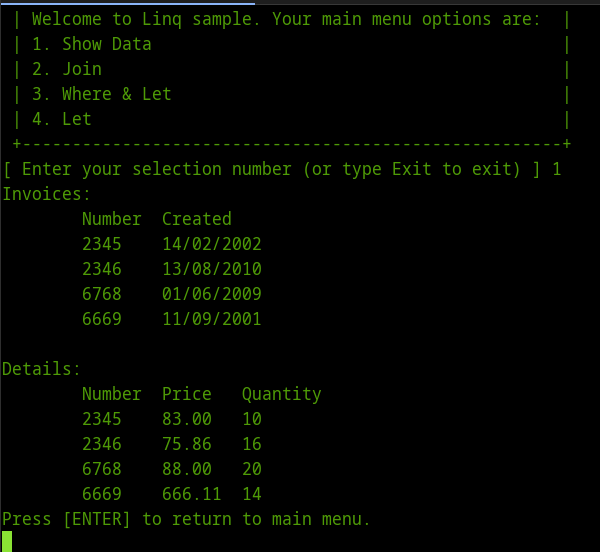 | Welcome to Linq sample. Your main menu options are:  |
| 1. Show Data                                         |
| 2. Join                                              |
| 3. Where & Let                                       |
| 4. Let                                               |
+------------------------------------------------------+
[ Enter your selection number (or type Exit to exit) ] 1
Invoices:
        Number  Created
        2345    14/02/2002
        2346    13/08/2010
        6768    01/06/2009
        6669    11/09/2001

Details:
        Number  Price   Quantity
        2345    83.00   10
        2346    75.86   16
        6768    88.00   20
        6669    666.11  14
Press [ENTER] to return to main menu.